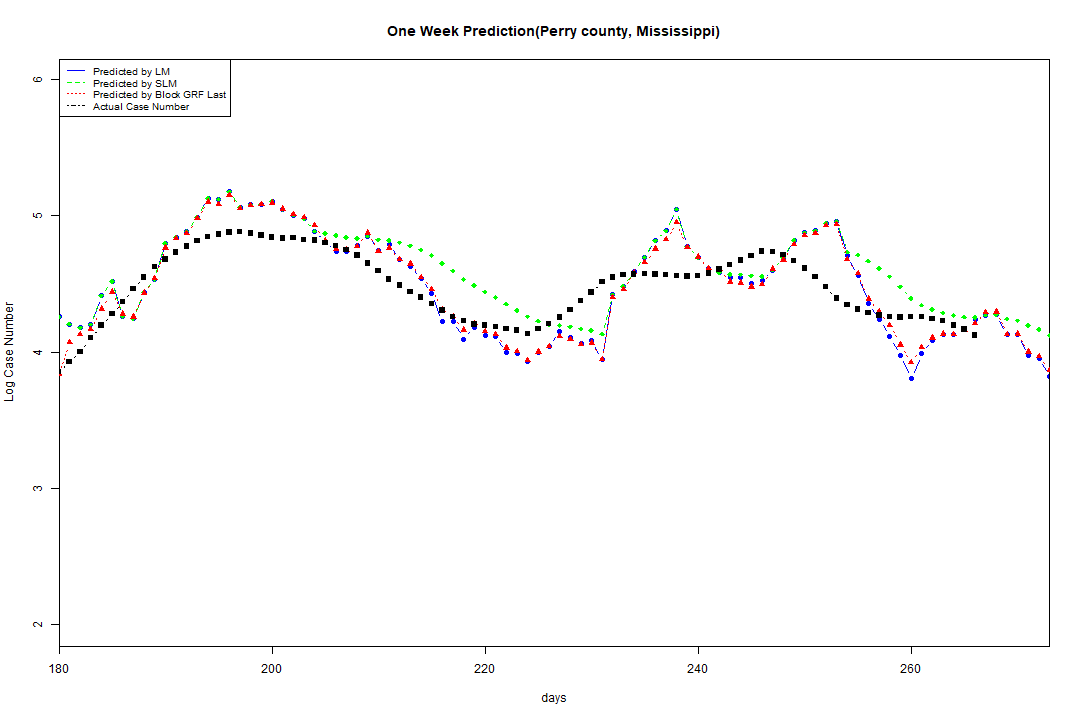 One Week Prediction(Perry county, Mississippi)
Predicted by LM
Predicted by SLM
Predicted by Block GRF Last
Actual Case Number
6
5
4
3
2
Log Case Number
180 200 220 240 260
days